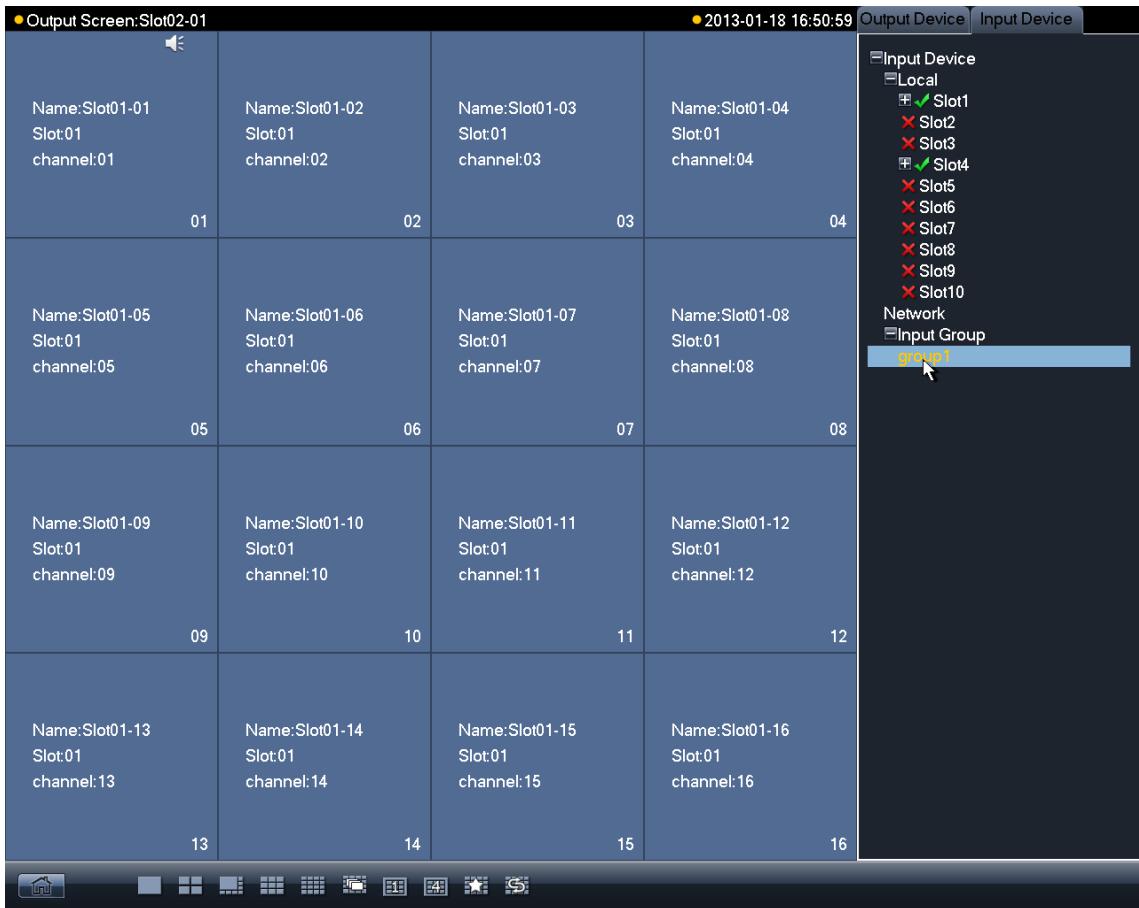 Output Screen:Slot02-01
2013-01-18 16:50:59
Output Device
Input Device
Name:Slot01-01
Slot:01
channel:01
01
Name:Slot01-02
Slot:01
channel:02
02
Name:Slot01-03
Slot:01
channel:03
03
Name:Slot01-04
Slot:01
channel:04
04
Name:Slot01-05
Slot:01
channel:05
05
Name:Slot01-06
Slot:01
channel:06
06
Name:Slot01-07
Slot:01
channel:07
07
Name:Slot01-08
Slot:01
channel:08
08
Name:Slot01-09
Slot:01
channel:09
09
Name:Slot01-10
Slot:01
channel:10
10
Name:Slot01-11
Slot:01
channel:11
11
Name:Slot01-12
Slot:01
channel:12
12
Name:Slot01-13
Slot:01
channel:13
13
Name:Slot01-14
Slot:01
channel:14
14
Name:Slot01-15
Slot:01
channel:15
15
Name:Slot01-16
Slot:01
channel:16
16
Input Device
Local
Slot1
Slot2
Slot3
Slot4
Slot5
Slot6
Slot7
Slot8
Slot9
Slot10
Network
Input Group
group1
1
4
S